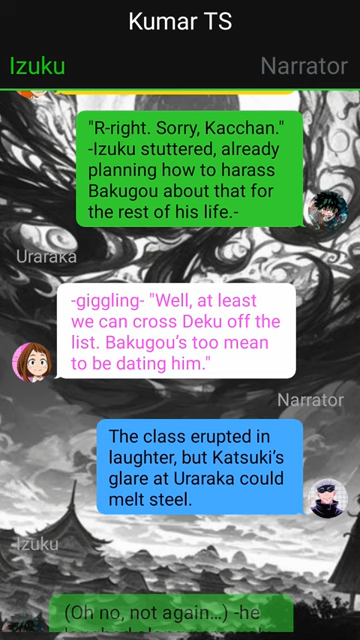 Kumar TS
Izuku
Narrator
"R-right. Sorry, Kacchan."
-Izuku stuttered, already
planning how to harass
Bakugou about that for
the rest of his life.-
Uraraka
-giggling- "Well, at least
we can cross Deku off the
list. Bakugou’s too mean
to be dating him."
Narrator
The class erupted in
laughter, but Katsuki’s
glare at Uraraka could
melt steel.
Izuku
(Oh no, not again...) -he